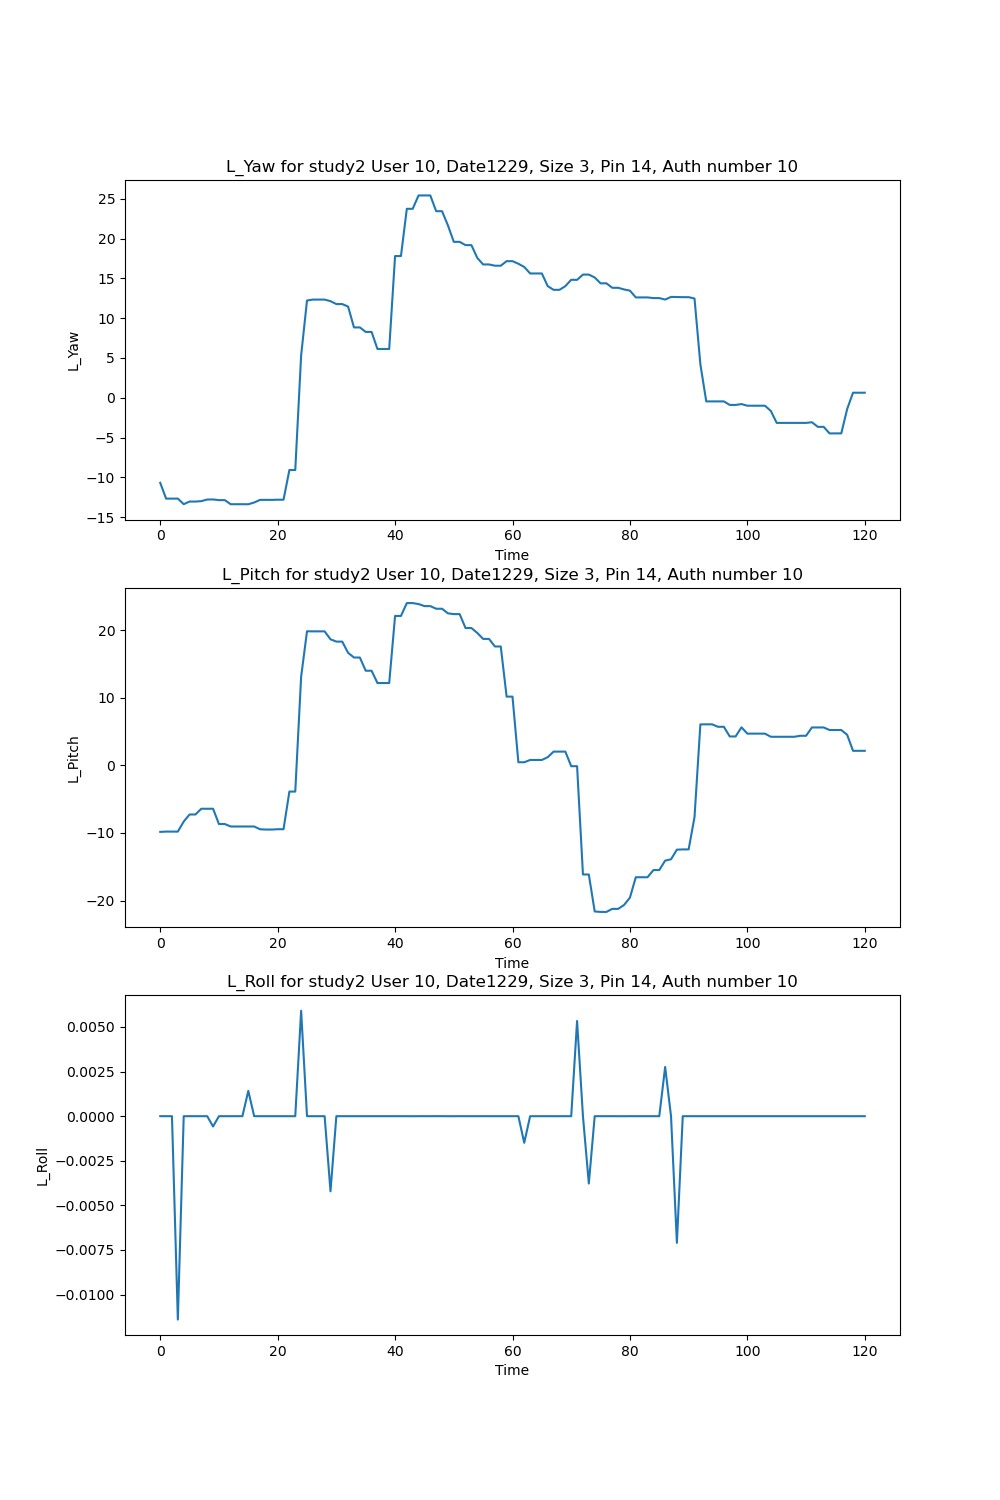 L_Yaw for study2 User 10, Date1229, Size 3, Pin 14, Auth number 10
25
20
15
10
5
0
−5
−10
−15
L_Yaw
0 20 40 60 80 100 120
Time
L_Pitch for study2 User 10, Date1229, Size 3, Pin 14, Auth number 10
20
10
0
−10
−20
L_Pitch
0 20 40 60 80 100 120
Time
L_Roll for study2 User 10, Date1229, Size 3, Pin 14, Auth number 10
0.0050
0.0025
0.0000
−0.0025
−0.0050
−0.0075
−0.0100
L_Roll
0 20 40 60 80 100 120
Time